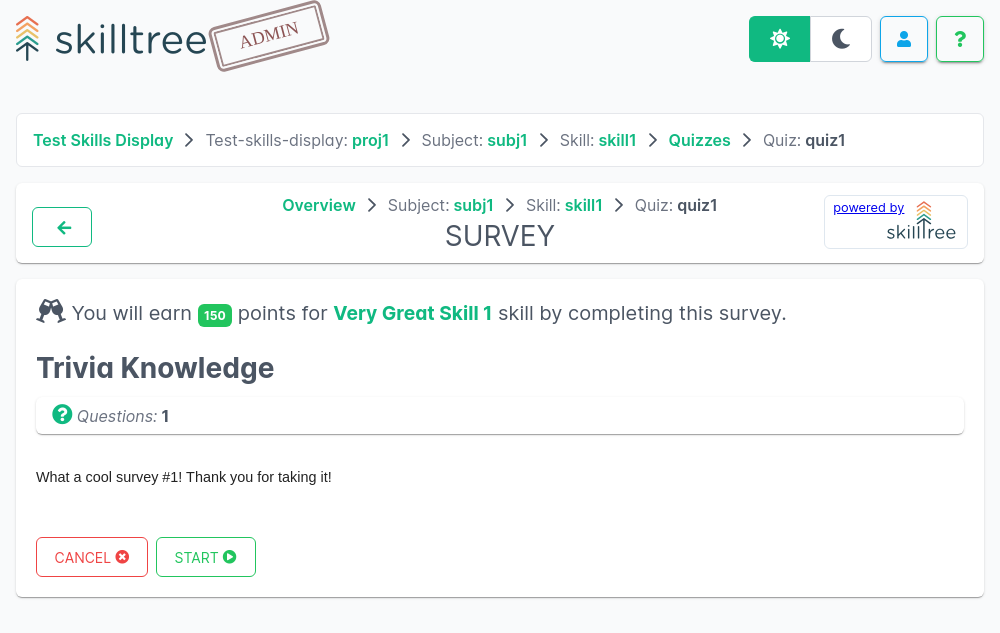 skilltree ADMIN
?
Test Skills Display > Test-skills-display: proj1 > Subject: subj1 > Skill: skill1 > Quizzes > Quiz: quiz1
Overview > Subject: subj1 > Skill: skill1 > Quiz: quiz1
SURVEY
powered by
skilltree
You will earn 150 points for Very Great Skill 1 skill by completing this survey.
Trivia Knowledge
? Questions: 1
What a cool survey #1! Thank you for taking it!
CANCEL
START